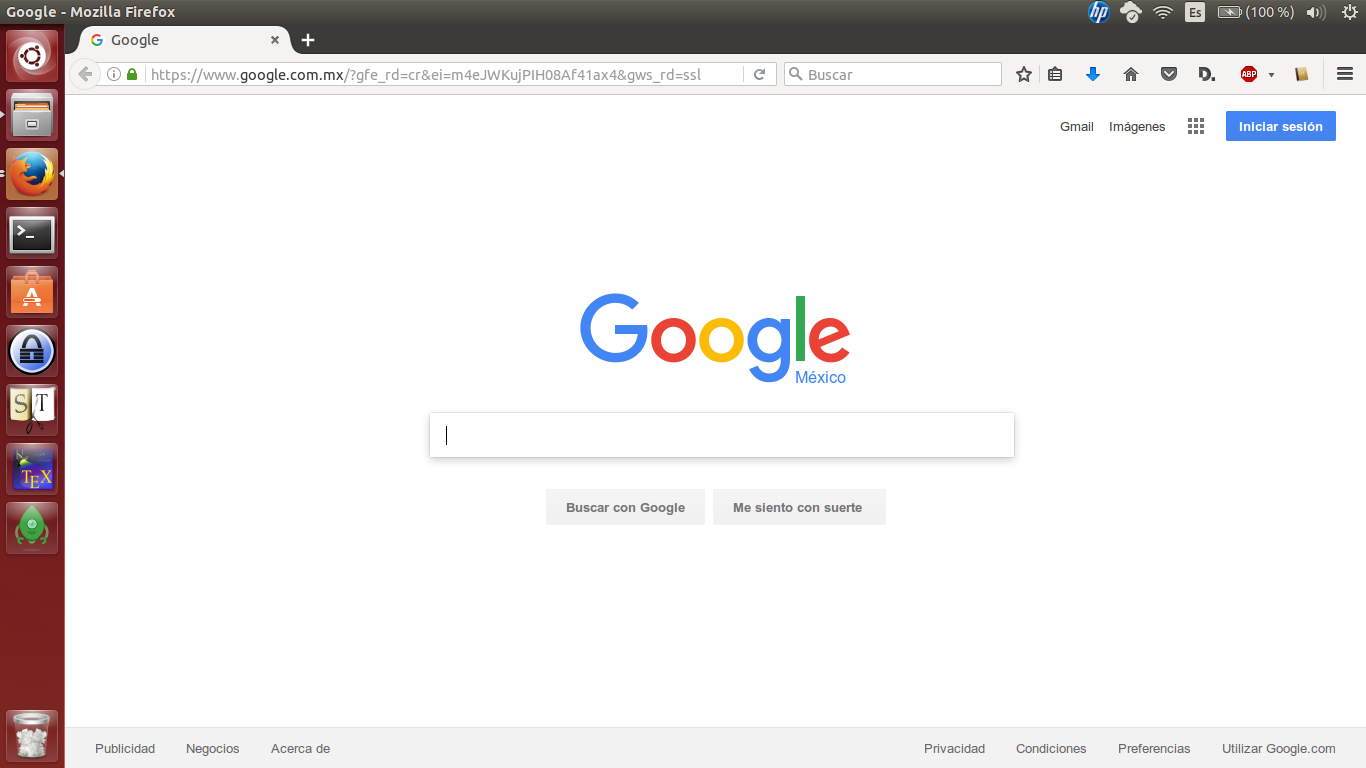 Google - Mozilla Firefox
hp
Es
(100 %)
Google
https://www.google.com.mx/?gfe_rd=cr&ei=m4eJWKujPIH08Af41ax4&gws_rd=ssl
Buscar
D.
ABP
Gmail
Imágenes
Iniciar sesión
Google
México
Buscar con Google
Me siento con suerte
S T
TEX
Publicidad
Negocios
Acerca de
Privacidad
Condiciones
Preferencias
Utilizar Google.com